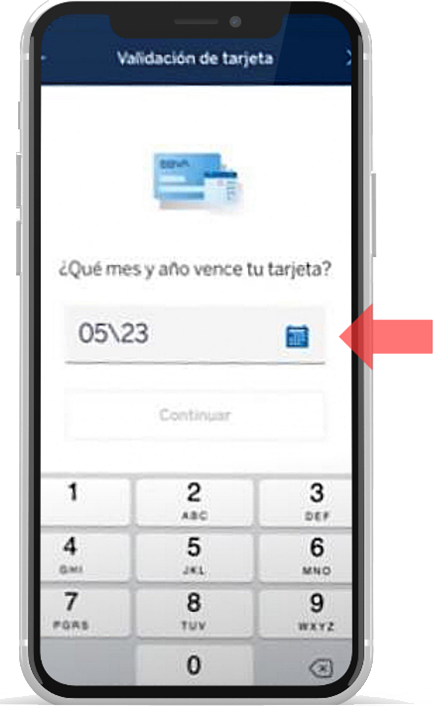 Validación de tarjeta
BBVA
¿Qué mes y año vence tu tarjeta?
05\23
Continuar
1 2 3
ABC DEF
4 5 6
GHI JKL MNO
7 8 9
PQRS TUV WXYZ
0